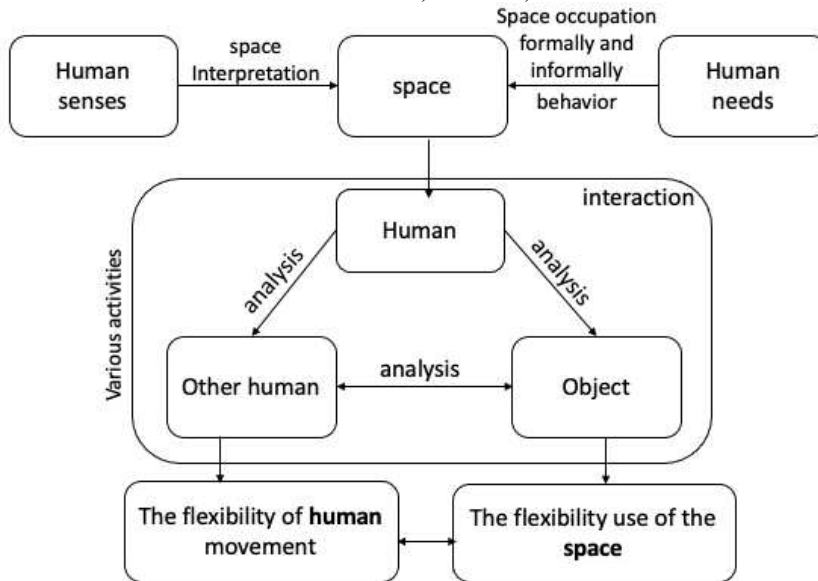 Space occupation
formally and
informally
behavior
space
Interpretation
Human
senses
space
Human
needs
interaction
Human
Various activities
analysis
analysis
Other human
analysis
Object
The flexibility of human
movement
The flexibility use of the
space